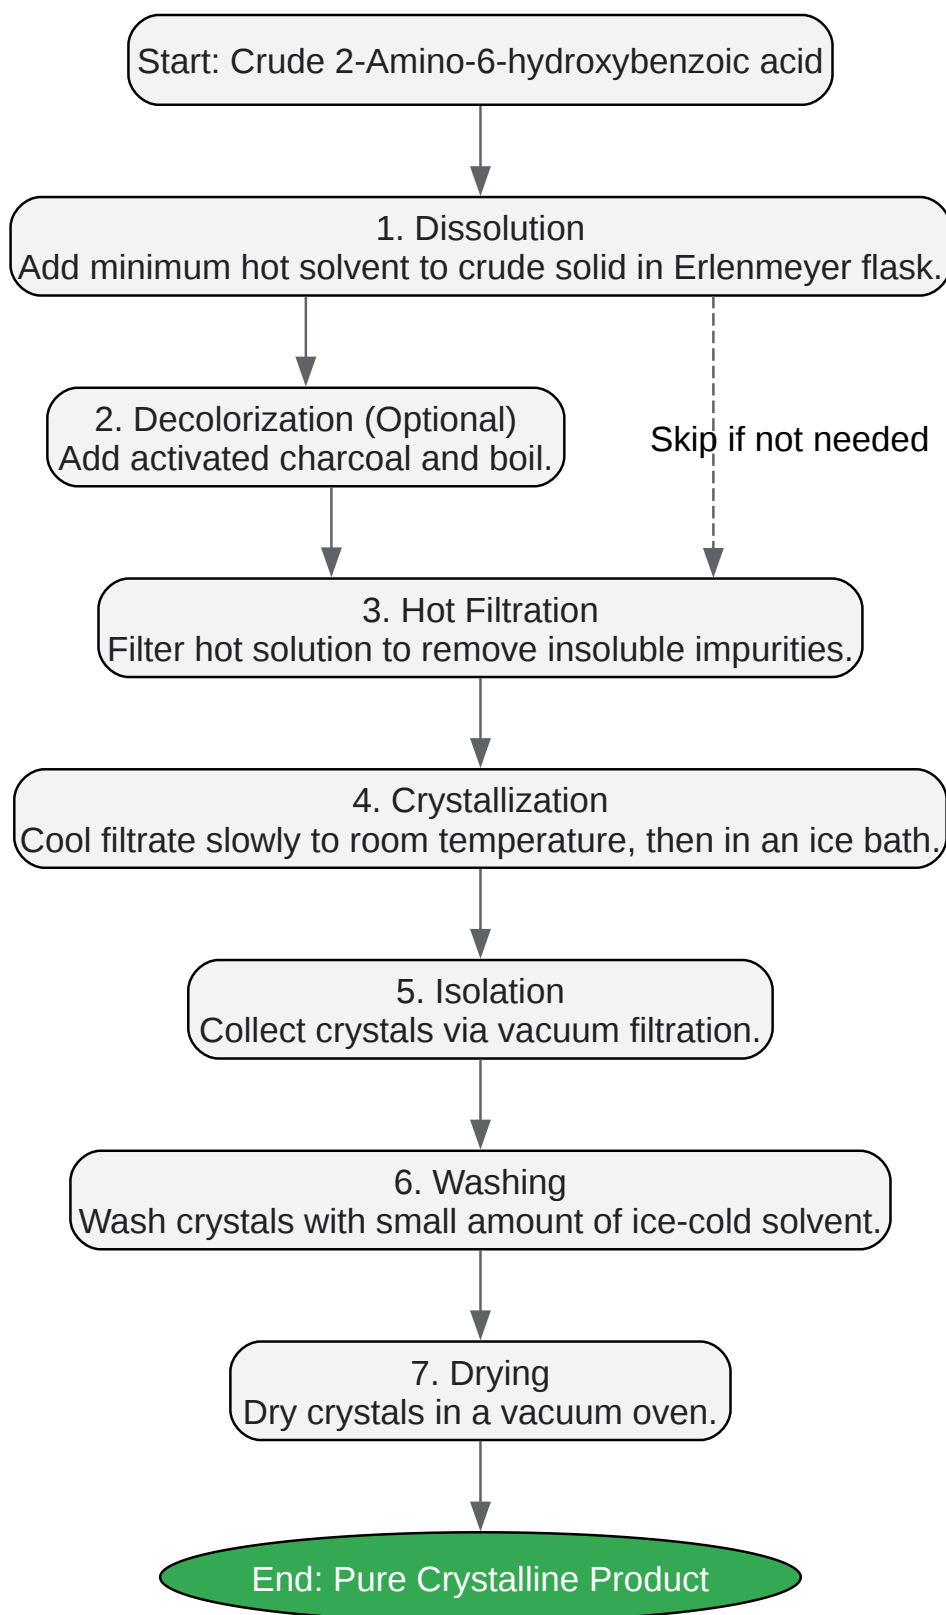 Start: Crude 2-Amino-6-hydroxybenzoic acid
1. Dissolution
Add minimum hot solvent to crude solid in Erlenmeyer flask.
2. Decolorization (Optional)
Add activated charcoal and boil.
Skip if not needed
3. Hot Filtration
Filter hot solution to remove insoluble impurities.
4. Crystallization
Cool filtrate slowly to room temperature, then in an ice bath.
5. Isolation
Collect crystals via vacuum filtration.
6. Washing
Wash crystals with small amount of ice-cold solvent.
7. Drying
Dry crystals in a vacuum oven.
End: Pure Crystalline Product